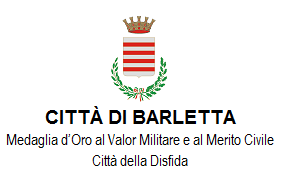 CITTÀ DI BARLETTA
Medaglia d'Oro al Valor Militare e al Merito Civile
Città della Disfida